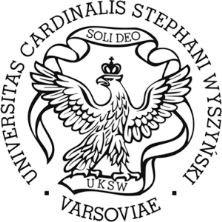 UNIVERSITAS CARDINALIS STEPHANI WYSZYŃSKI
SOLI DEO
UKSW
· VARSOVIAE ·